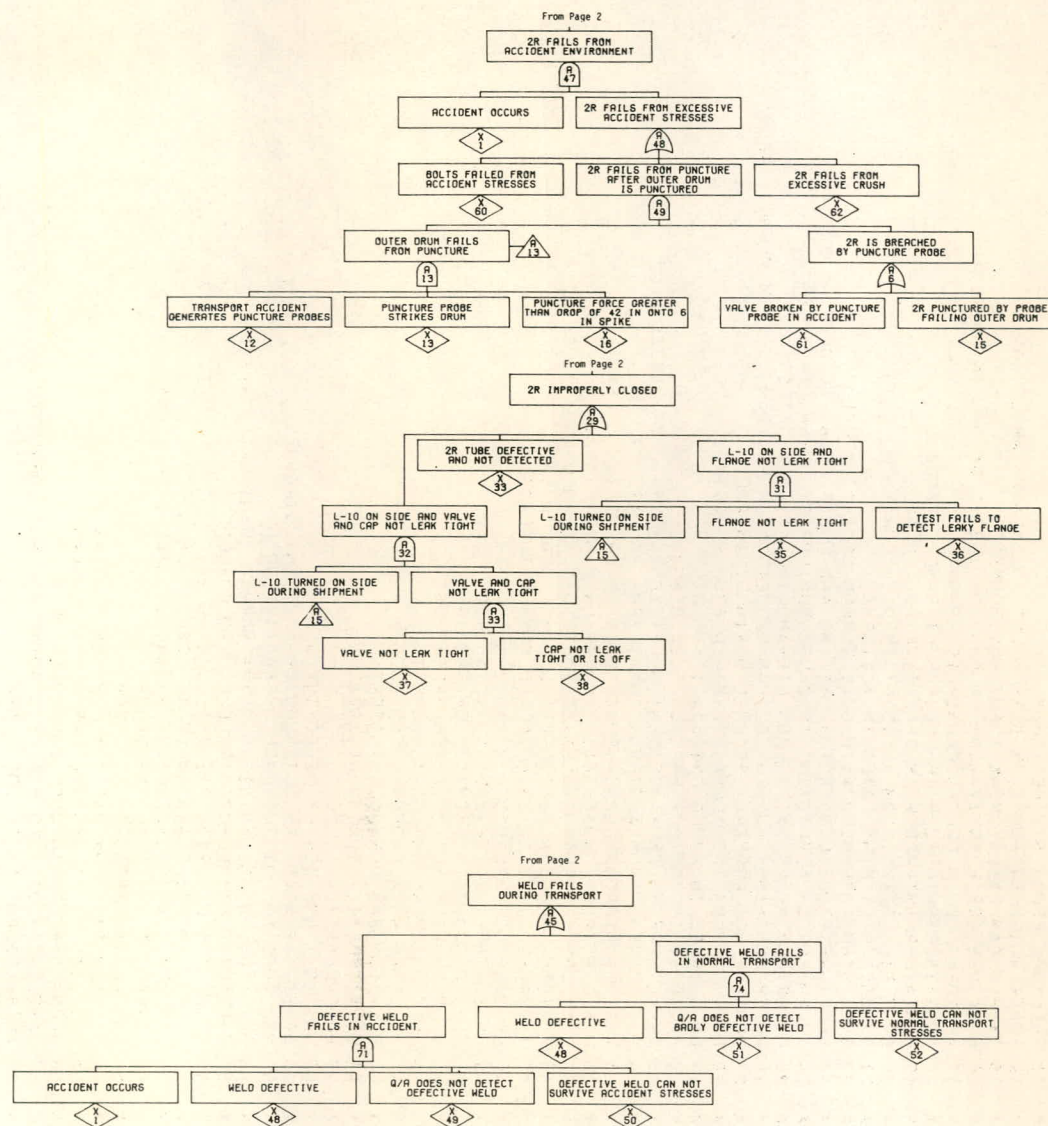 From Page 2
2R FAILS FROM
ACCIDENT ENVIRONMENT
A
47
ACCIDENT OCCURS
X
1
2R FAILS FROM EXCESSIVE
ACCIDENT STRESSES
A
48
BOLTS FAILED FROM
ACCIDENT STRESSES
X
60
2R FAILS FROM PUNCTURE
AFTER OUTER DRUM
IS PUNCTURED
A
49
2R FAILS FROM
EXCESSIVE CRUSH
X
62
OUTER DRUM FAILS
FROM PUNCTURE
A
13
A
13
2R IS BREACHED
BY PUNCTURE PROBE
A
6
TRANSPORT ACCIDENT
GENERATES PUNCTURE PROBES
X
12
PUNCTURE PROBE
STRIKES DRUM
X
13
PUNCTURE FORCE GREATER
THAN DROP OF 42 IN ONTO 6
IN SPIKE
X
16
VALVE BROKEN BY PUNCTURE
PROBE IN ACCIDENT
X
61
2R PUNCTURED BY PROBE
FAILING OUTER DRUM
X
15
From Page 2
2R IMPROPERLY CLOSED
A
29
2R TUBE DEFECTIVE
AND NOT DETECTED
X
33
L-10 ON SIDE AND
FLANGE NOT LEAK TIGHT
A
31
L-10 ON SIDE AND VALVE
AND CAP NOT LEAK TIGHT
A
32
L-10 TURNED ON SIDE
DURING SHIPMENT
A
15
FLANGE NOT LEAK TIGHT
X
35
TEST FAILS TO
DETECT LEAKY FLANGE
X
36
L-10 TURNED ON SIDE
DURING SHIPMENT
A
15
VALVE AND CAP
NOT LEAK TIGHT
A
33
VALVE NOT LEAK TIGHT
X
37
CAP NOT LEAK
TIGHT OR IS OFF
X
38
From Page 2
WELD FAILS
DURING TRANSPORT
A
45
DEFECTIVE WELD FAILS
IN NORMAL TRANSPORT
A
74
DEFECTIVE WELD
FAILS IN ACCIDENT
A
71
WELD DEFECTIVE
X
48
Q/A DOES NOT DETECT
BADLY DEFECTIVE WELD
X
51
DEFECTIVE WELD CAN NOT
SURVIVE NORMAL TRANSPORT
STRESSES
X
52
ACCIDENT OCCURS
X
1
WELD DEFECTIVE
X
48
Q/A DOES NOT DETECT
DEFECTIVE WELD
X
49
DEFECTIVE WELD CAN NOT
SURVIVE ACCIDENT STRESSES
X
50